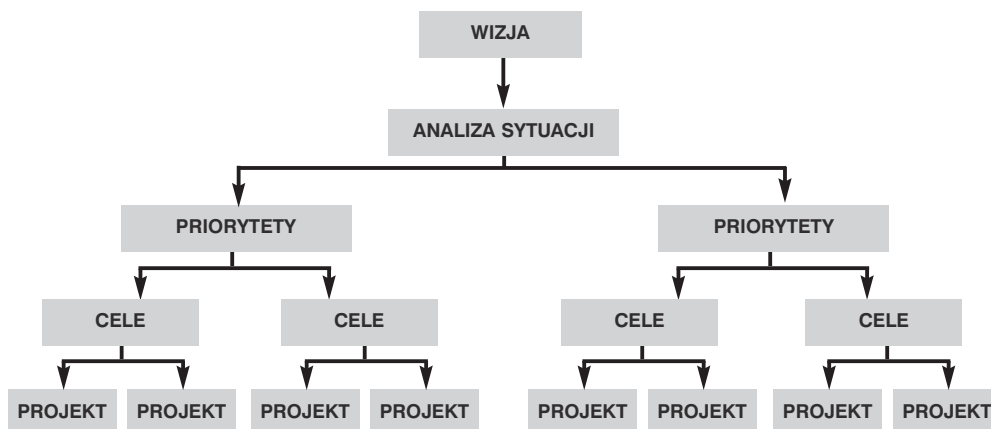 WIZJA
ANALIZA SYTUACJI
PRIORYTETY PRIORYTETY
CELE CELE CELE CELE
PROJEKT PROJEKT PROJEKT PROJEKT PROJEKT PROJEKT PROJEKT PROJEKT